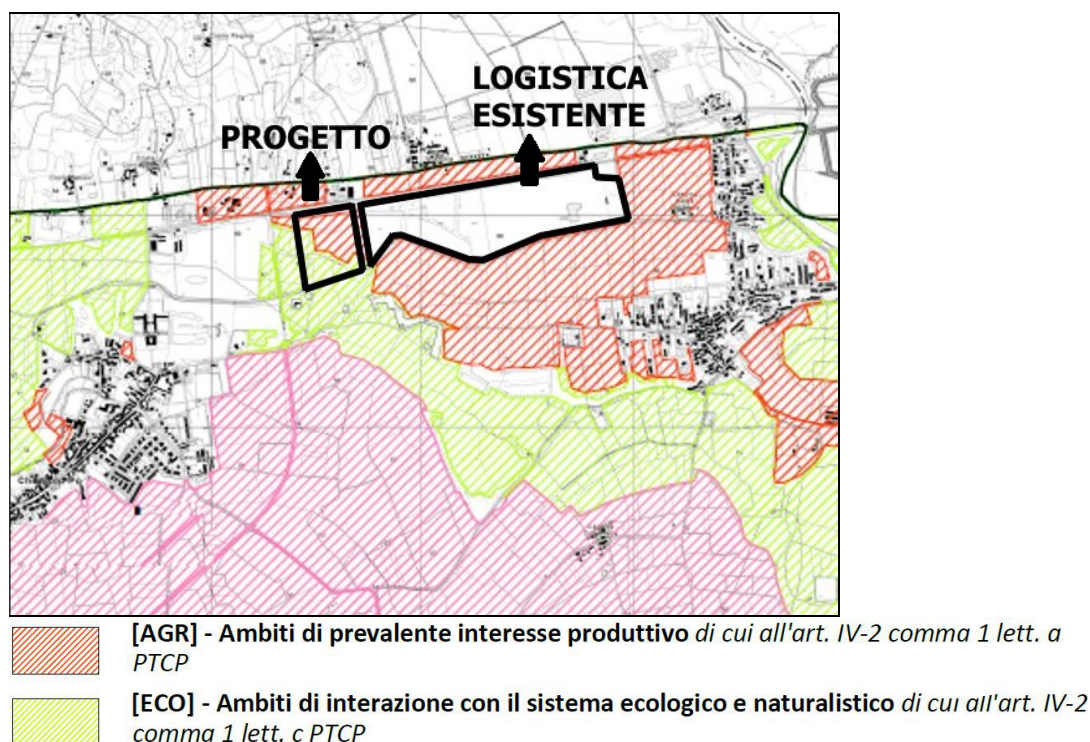 LOGISTICA
ESISTENTE
PROGETTO
[AGR] - Ambiti di prevalente interesse produttivo di cui all'art. IV-2 comma 1 lett. a
PTCP
[ECO] - Ambiti di interazione con il sistema ecologico e naturalistico di cui all'art. IV-2
comma 1 lett. c PTCP